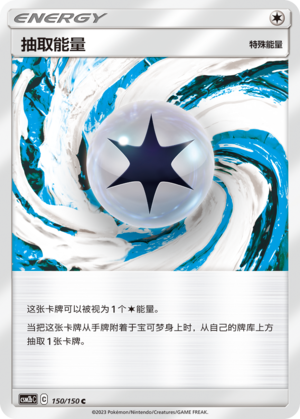 ENERGY
抽取能量
特殊能量
这张卡牌可以被视为1个能量。
当把这张卡牌从手牌附着于宝可梦身上时，从自己的牌库上方
抽取1张卡牌。
CSM2b C C 150/150 C
©2023 Pokémon/Nintendo/Creatures/GAME FREAK.